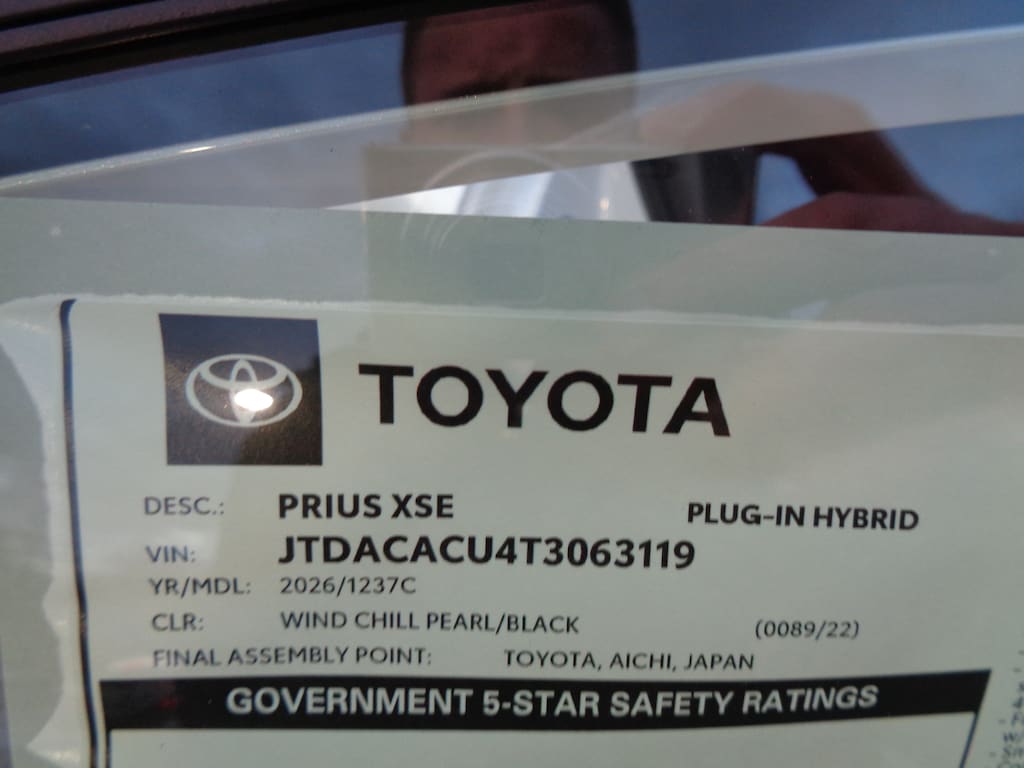 TOYOTA
DESC.: PRIUS XSE PLUG-IN HYBRID
VIN: JTDACACU4T3063119
YR/MDL: 2026/1237C
CLR: WIND CHILL PEARL/BLACK (0089/22)
FINAL ASSEMBLY POINT: TOYOTA, AICHI, JAPAN
GOVERNMENT 5-STAR SAFETY RATINGS